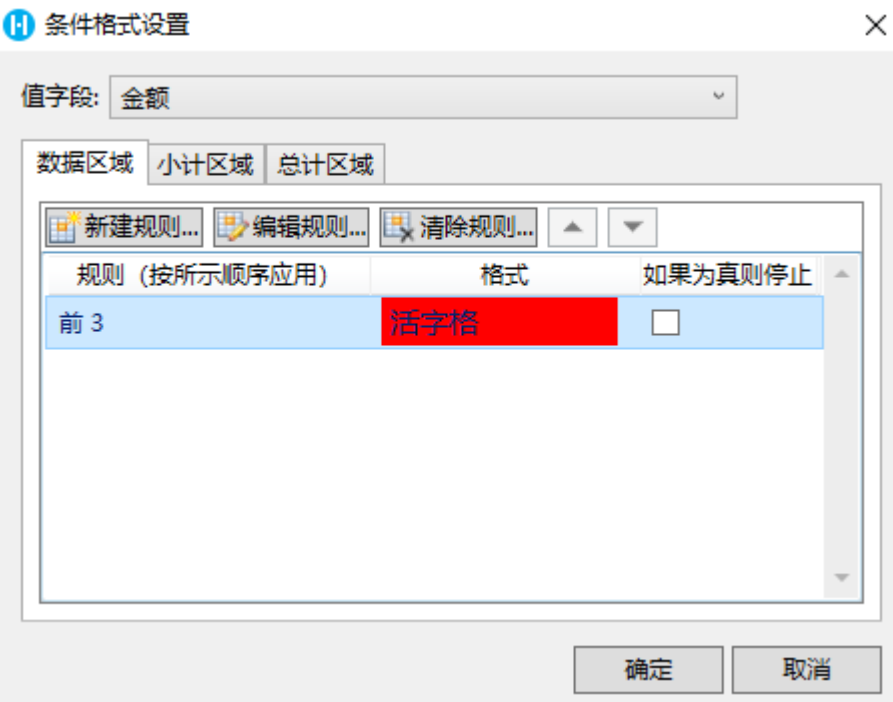 条件格式设置
值字段: 金额
数据区域 小计区域 总计区域
新建规则... 编辑规则... 清除规则...
规则（按所示顺序应用） 格式 如果为真则停止
前 3 活字格
确定 取消